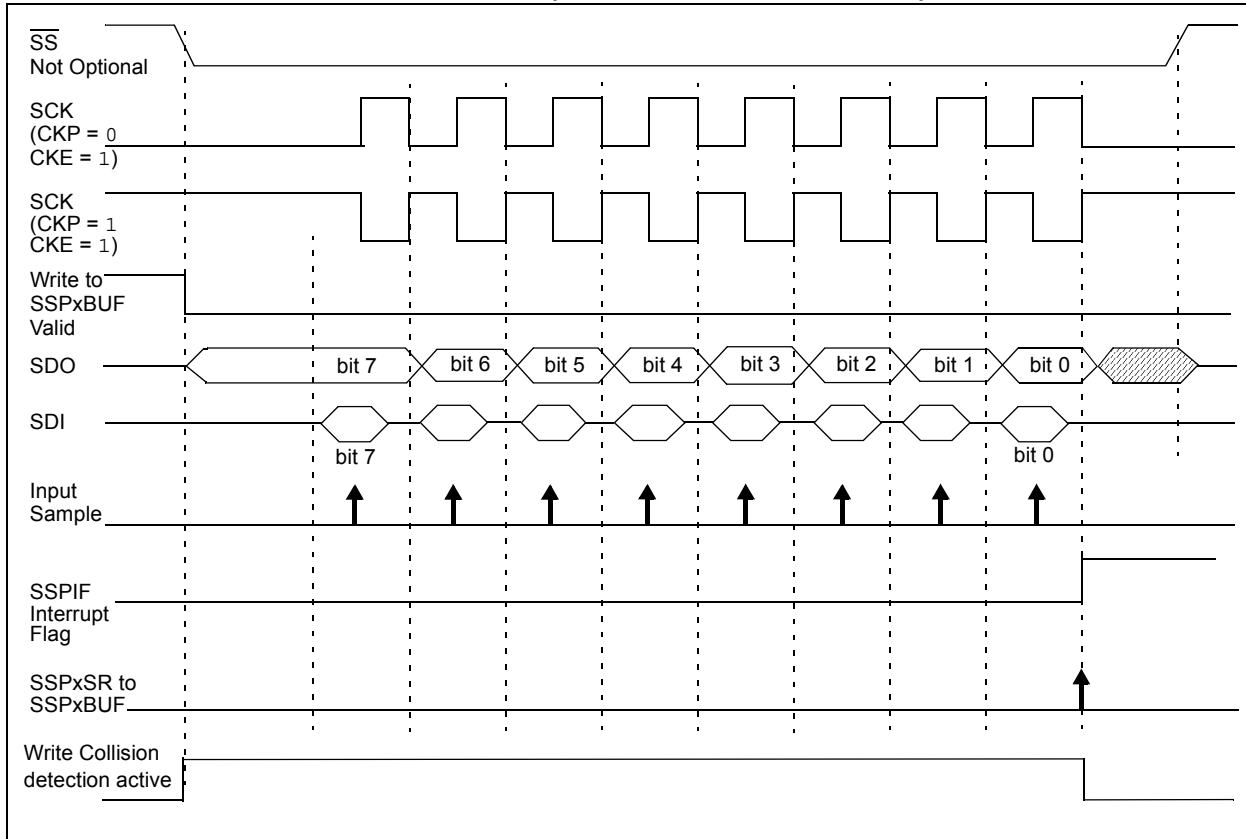 SS
Not Optional
SCK
(CKP = 0
CKE = 1)
SCK
(CKP = 1
CKE = 1)
Write to
SSPxBUF
Valid
SDO
bit 7
bit 6
bit 5
bit 4
bit 3
bit 2
bit 1
bit 0
SDI
bit 7
bit 0
Input
Sample
SSPIF
Interrupt
Flag
SSPxSR to
SSPxBUF
Write Collision
detection active